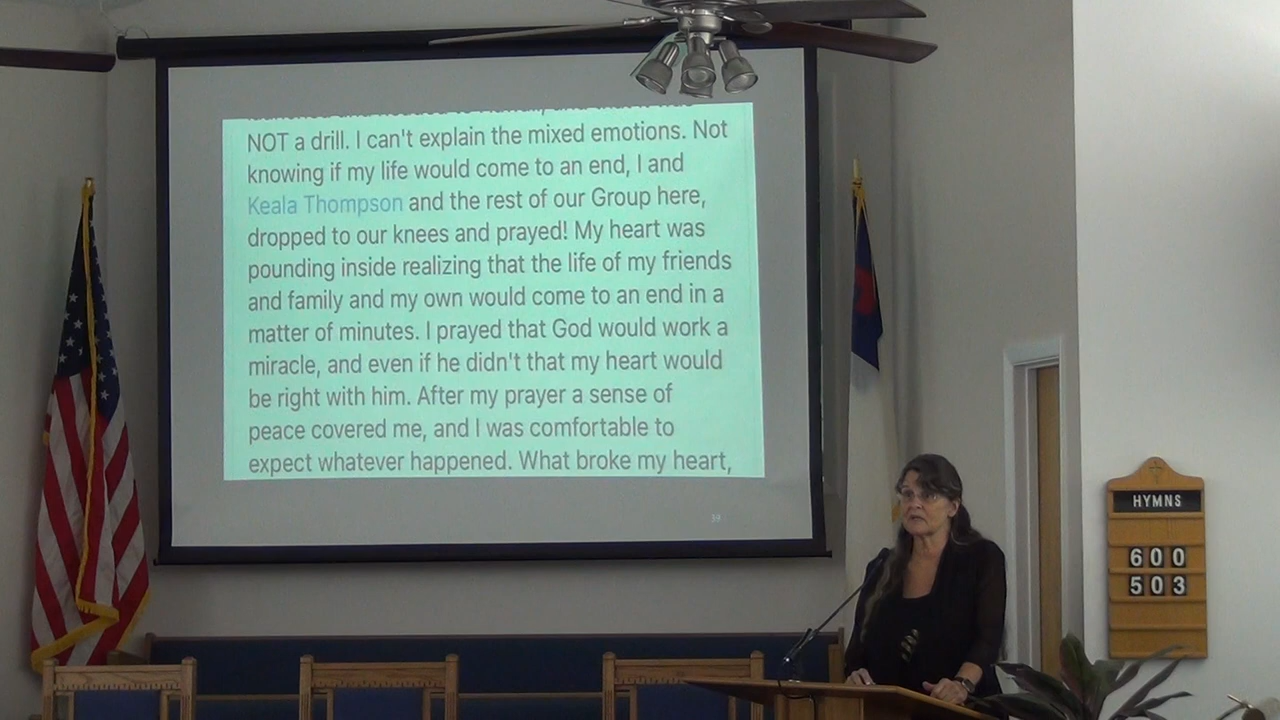 NOT a drill. I can't explain the mixed emotions. Not
knowing if my life would come to an end, I and
Keala Thompson and the rest of our Group here,
dropped to our knees and prayed! My heart was
pounding inside realizing that the life of my friends
and family and my own would come to an end in a
matter of minutes. I prayed that God would work a
miracle, and even if he didn't that my heart would
be right with him. After my prayer a sense of
peace covered me, and I was comfortable to
expect whatever happened. What broke my heart,
HYMNS
600
503